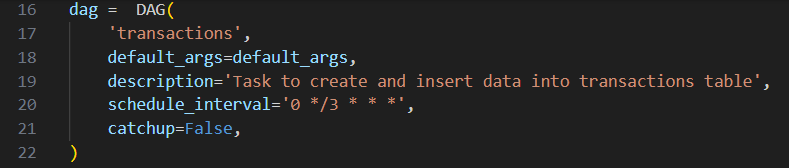 16 dag =  DAG(
17     'transactions',
18     default_args=default_args,
19     description='Task to create and insert data into transactions table',
20     schedule_interval='0 */3 * * *',
21     catchup=False,
22 )